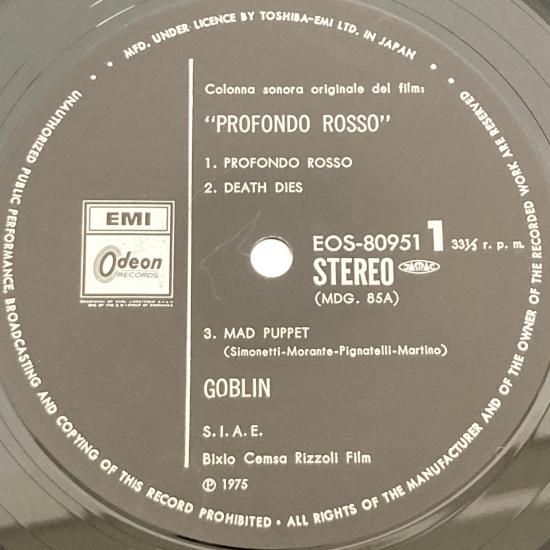 MFD. UNDER LICENCE BY TOSHIBA-EMI LTD. IN JAPAN
Colonna sonora originale del film:
"PROFONDO ROSSO"
1. PROFONDO ROSSO
2. DEATH DIES
EMI
Odeon
RECORDS
EOS-80951 1 33⅓ r. p. m.
STEREO JASRAC
(MDG. 85A)
3. MAD PUPPET
(Simonetti-Morante-Pignatelli-Martino)
GOBLIN
S. I. A. E.
Bixio Cemsa Rizzoli Film
Ⓟ 1975
UNAUTHORIZED PUBLIC PERFORMANCE, BROADCASTING AND COPYING OF THIS RECORD PROHIBITED • ALL RIGHTS OF THE MANUFACTURER AND OF THE OWNER OF THE RECORDED WORK ARE RESERVED